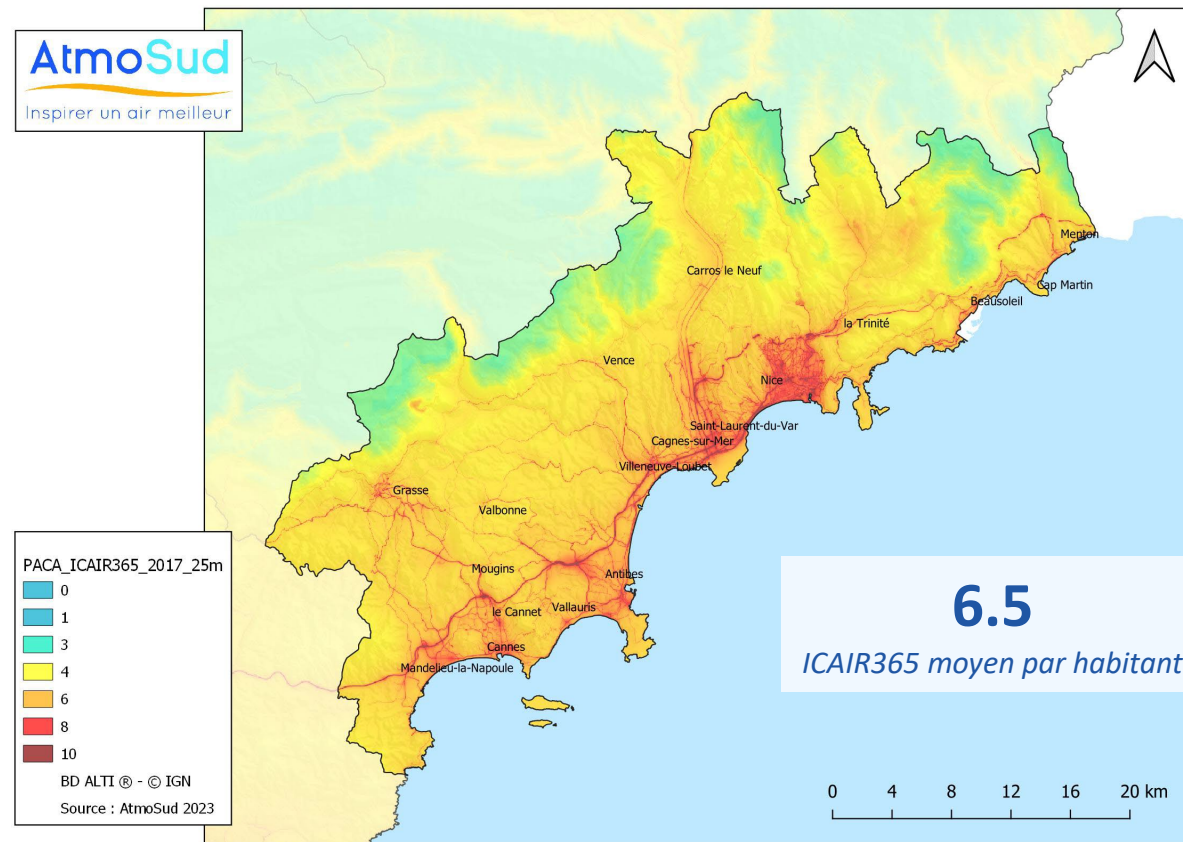 AtmoSud
Inspirer un air meilleur
Menton
Carros le Neuf
Cap Martin
Beausoleil
la Trinité
Vence
Nice
Saint-Laurent-du-Var
Cagnes-sur-Mer
Villeneuve-Loubet
Grasse
Valbonne
Mougins
Antibes
le Cannet
Vallauris
Cannes
Mandelieu-la-Napoule
PACA_ICAIR365_2017_25m
0
1
3
4
6
8
10
BD ALTI ® - © IGN
Source : AtmoSud 2023
6.5
ICAIR365 moyen par habitant
0 4 8 12 16 20 km